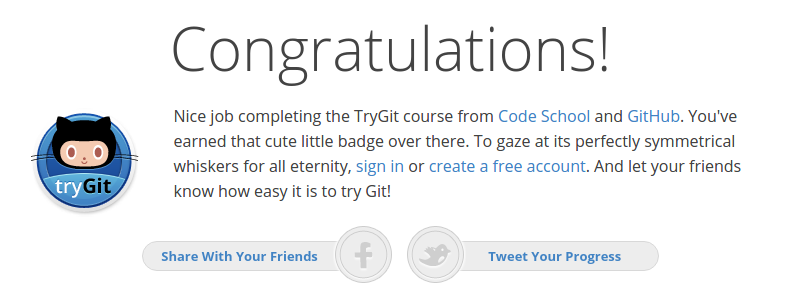 Congratulations!
Nice job completing the TryGit course from Code School and GitHub. You've
earned that cute little badge over there. To gaze at its perfectly symmetrical
whiskers for all eternity, sign in or create a free account. And let your friends
know how easy it is to try Git!
tryGit
Share With Your Friends
f
Tweet Your Progress